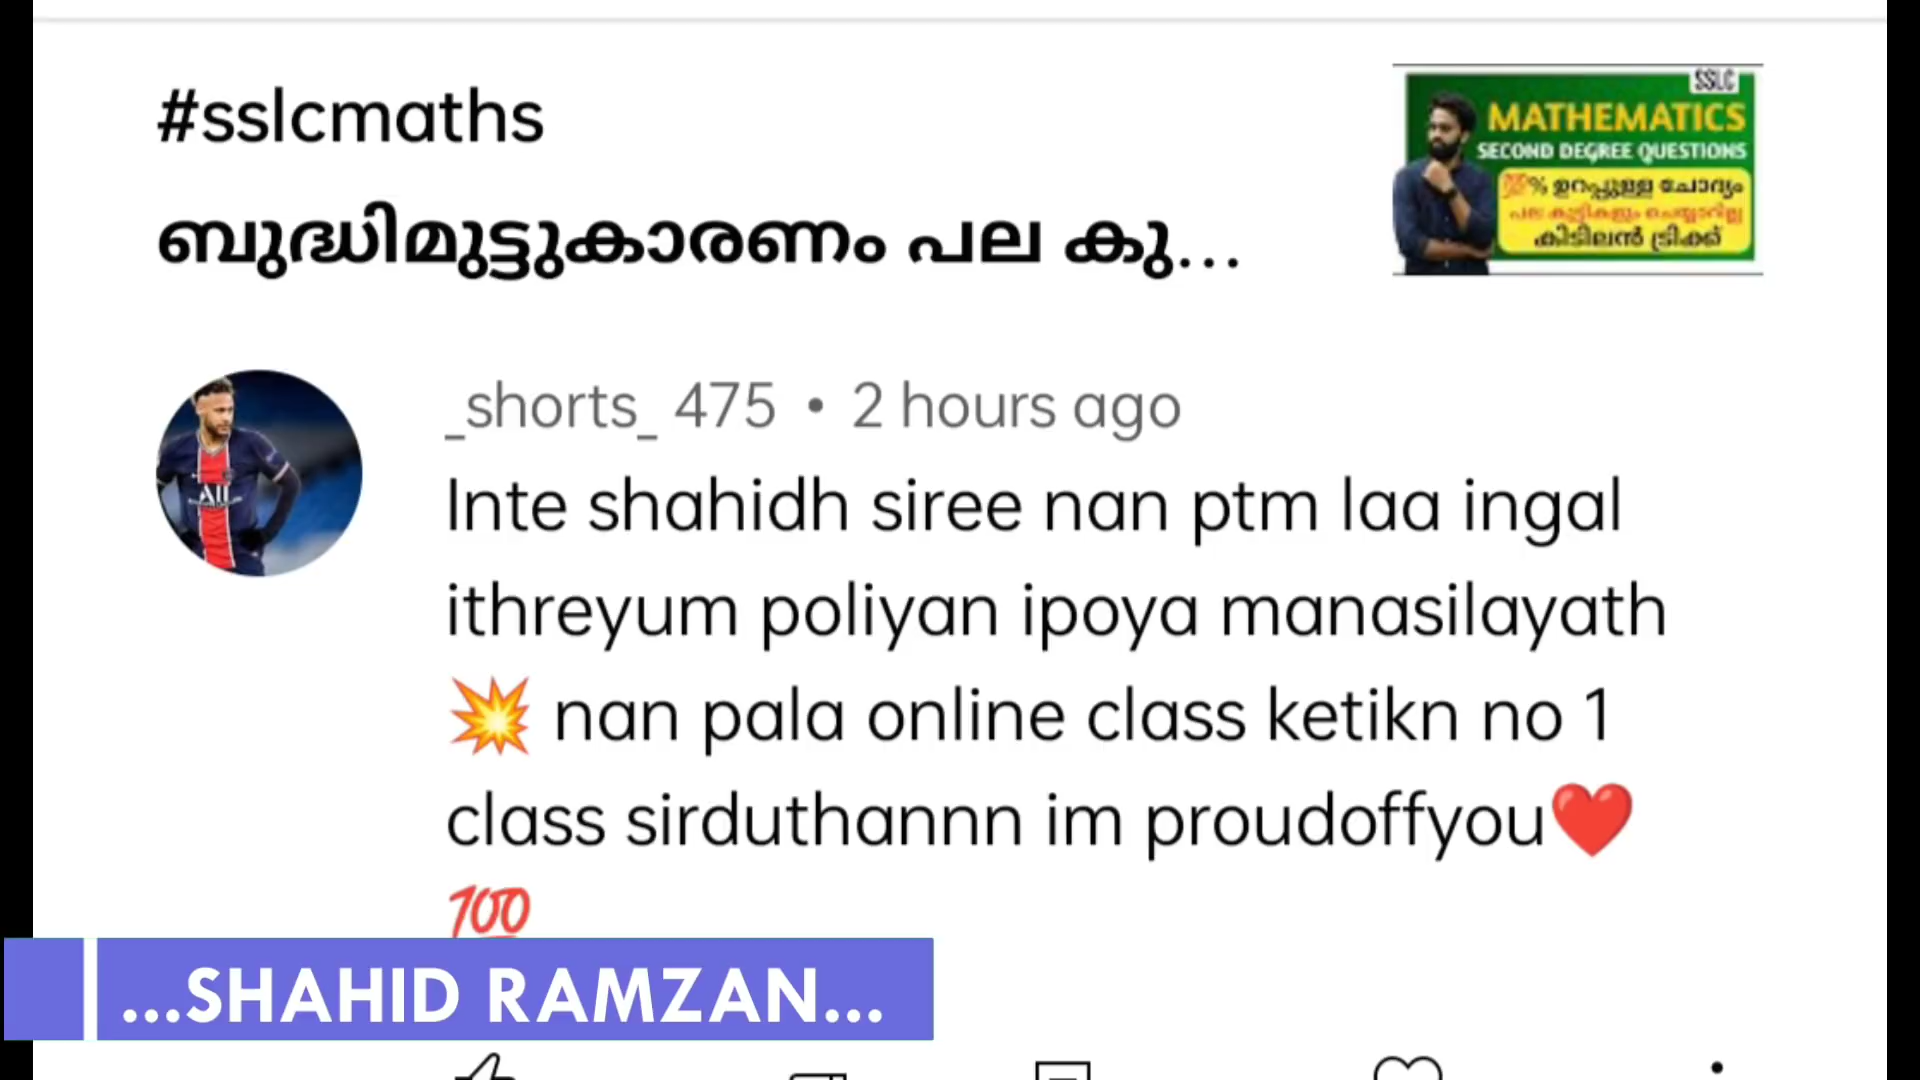 #sslcmaths
ബുദ്ധിമുട്ടുകാരണം പല കു...
SSLC
MATHEMATICS
SECOND DEGREE QUESTIONS
💯% ഉറപ്പുള്ള ചോദ്യം
പല കുട്ടികളും ചെയ്യാറില്ല
കിടിലൻ ട്രിക്ക്
_shorts_ 475 • 2 hours ago
Inte shahidh siree nan ptm laa ingal
ithreyum poliyan ipoya manasilayath
💥 nan pala online class ketikn no 1
class sirduthannnn im proudoffyou❤️
💯
...SHAHID RAMZAN...